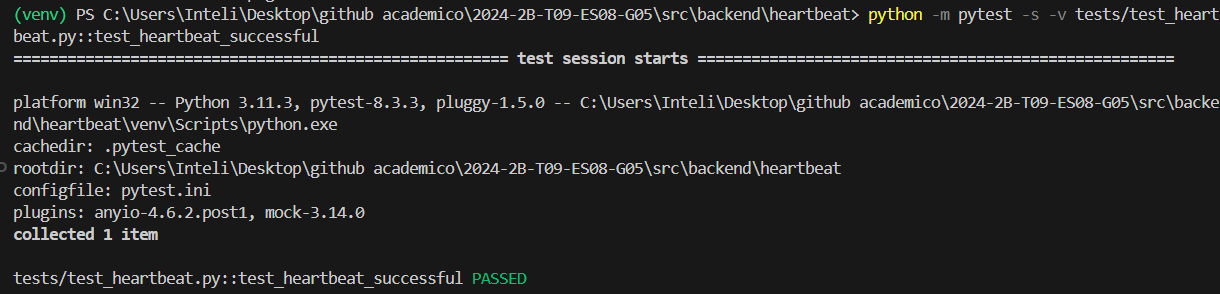 (venv) PS C:\Users\Inteli\Desktop\github academico\2024-2B-T09-ES08-G05\src\backend\heartbeat> python -m pytest -s -v tests/test_heart
beat.py::test_heartbeat_successful
====================================================== test session starts ====================================================
platform win32 -- Python 3.11.3, pytest-8.3.3, pluggy-1.5.0 -- C:\Users\Inteli\Desktop\github academico\2024-2B-T09-ES08-G05\src\backe
nd\heartbeat\venv\Scripts\python.exe
cachedir: .pytest_cache
rootdir: C:\Users\Inteli\Desktop\github academico\2024-2B-T09-ES08-G05\src\backend\heartbeat
configfile: pytest.ini
plugins: anyio-4.6.2.post1, mock-3.14.0
collected 1 item
tests/test_heartbeat.py::test_heartbeat_successful PASSED